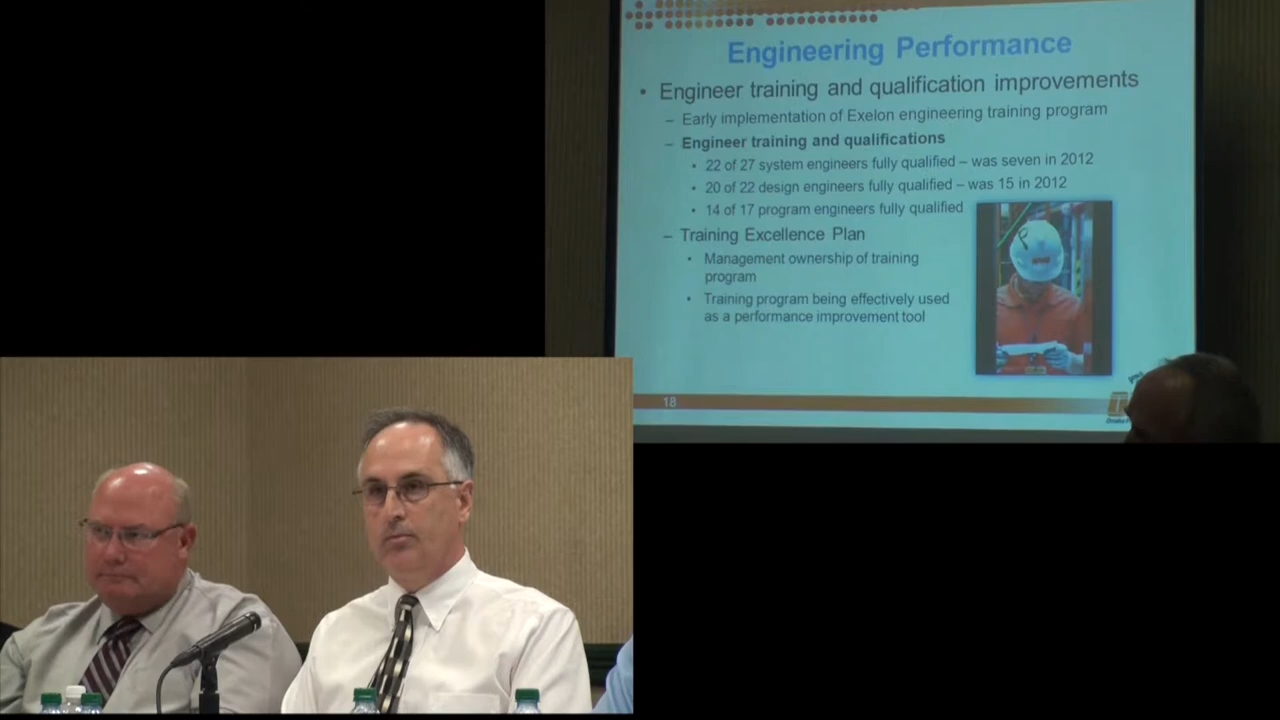 Engineering Performance
• Engineer training and qualification improvements
– Early implementation of Exelon engineering training program
– Engineer training and qualifications
• 22 of 27 system engineers fully qualified – was seven in 2012
• 20 of 22 design engineers fully qualified – was 15 in 2012
• 14 of 17 program engineers fully qualified
– Training Excellence Plan
• Management ownership of training
program
• Training program being effectively used
as a performance improvement tool
18